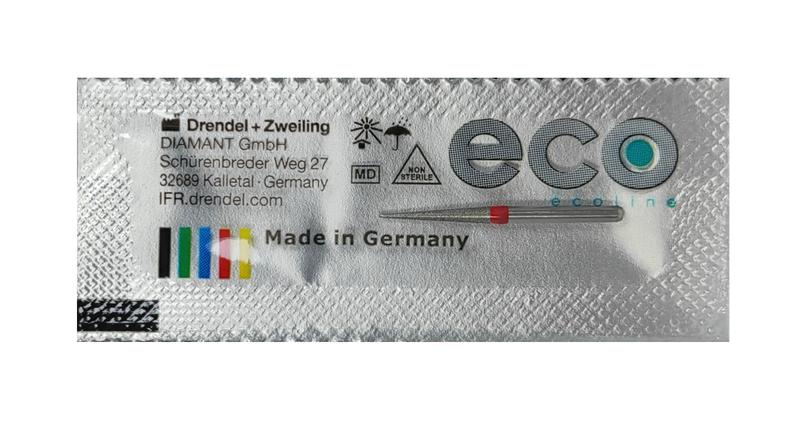 Drendel + Zweiling
DIAMANT GmbH
Schürenbreder Weg 27
32689 Kalletal · Germany
IFR.drendel.com
MD
NON
STERILE
eco
ecoline
Made in Germany